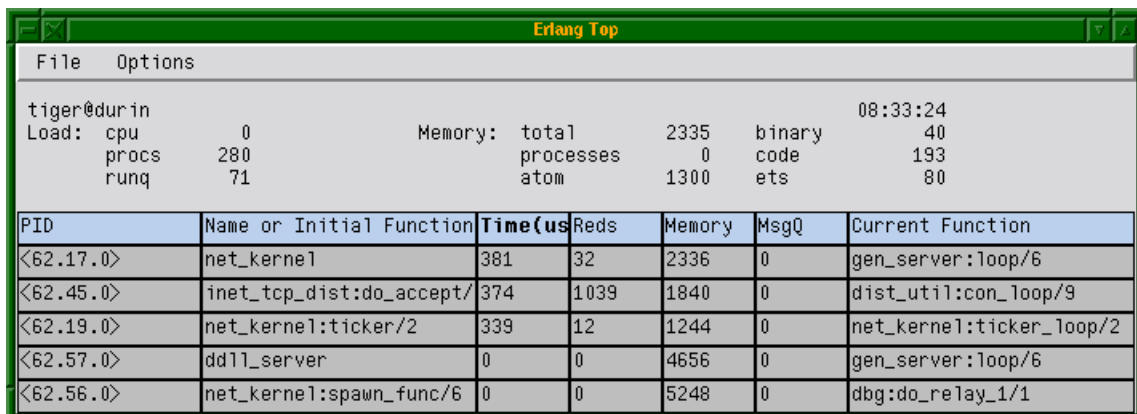 Erlang Top
File Options
tiger@durin 08:33:24
Load: cpu 0 Memory: total 2335 binary 40
procs 280 processes 0 code 193
runq 71 atom 1300 ets 80
PID Name or Initial Function Time(us Reds Memory MsgQ Current Function
<62.17.0> net_kernel 381 32 2336 0 gen_server:loop/6
<62.45.0> inet_tcp_dist:do_accept/ 374 1039 1840 0 dist_util:con_loop/9
<62.19.0> net_kernel:ticker/2 339 12 1244 0 net_kernel:ticker_loop/2
<62.57.0> ddll_server 0 0 4656 0 gen_server:loop/6
<62.56.0> net_kernel:spawn_func/6 0 0 5248 0 dbg:do_relay_1/1